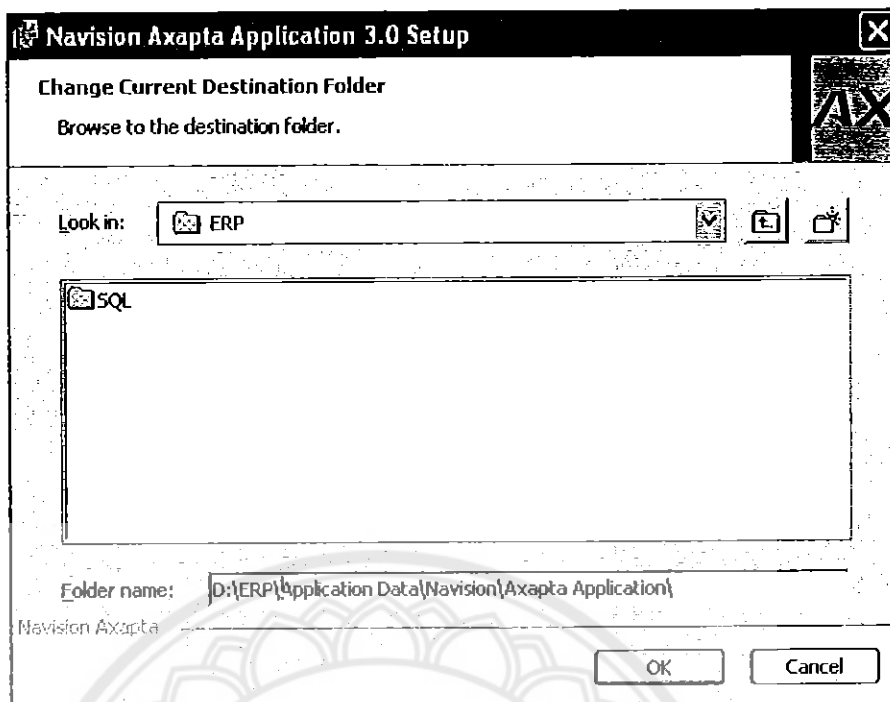 Navision Axapta Application 3.0 Setup
Change Current Destination Folder
Browse to the destination folder.
AX
Look in:
ERP
SQL
Folder name:
D:\ERP\Application Data\Navision\Axapta Application\
Navision Axapta
OK
Cancel